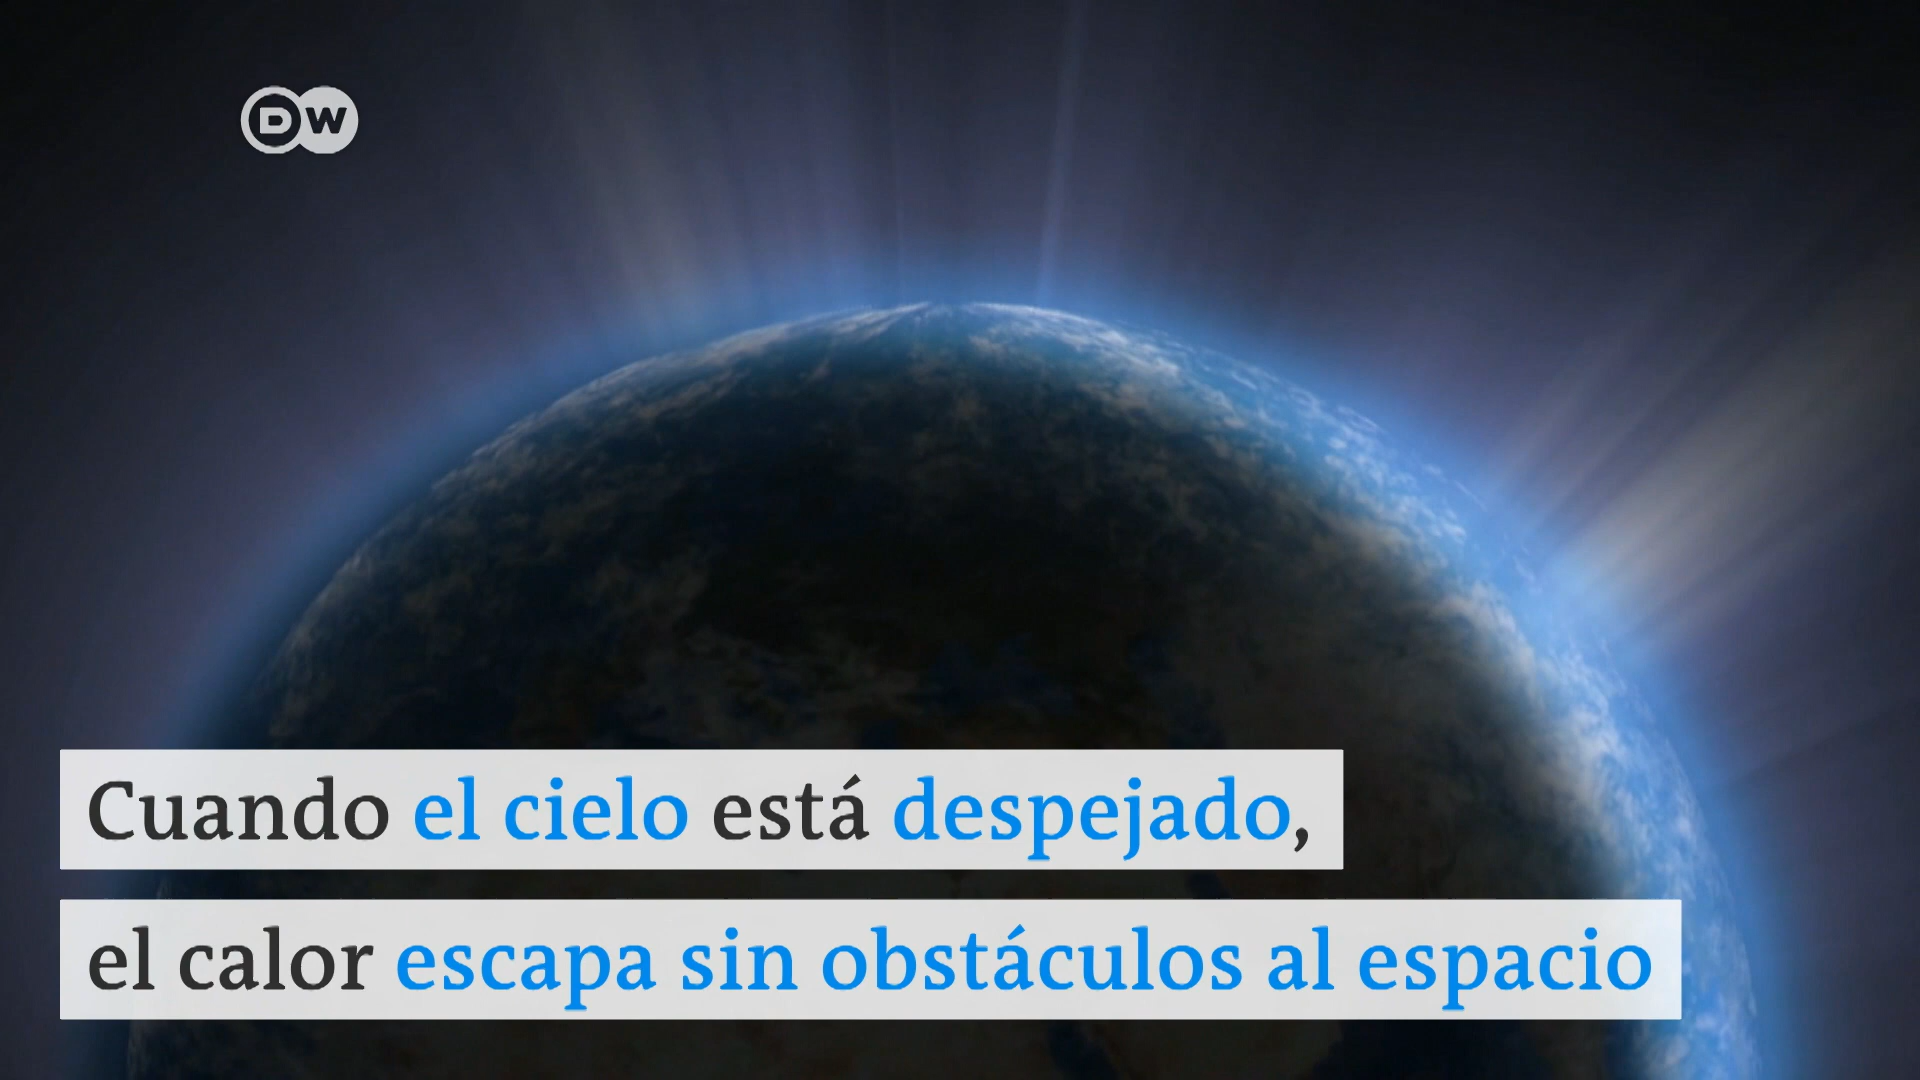 DW
Cuando el cielo está despejado,
el calor escapa sin obstáculos al espacio